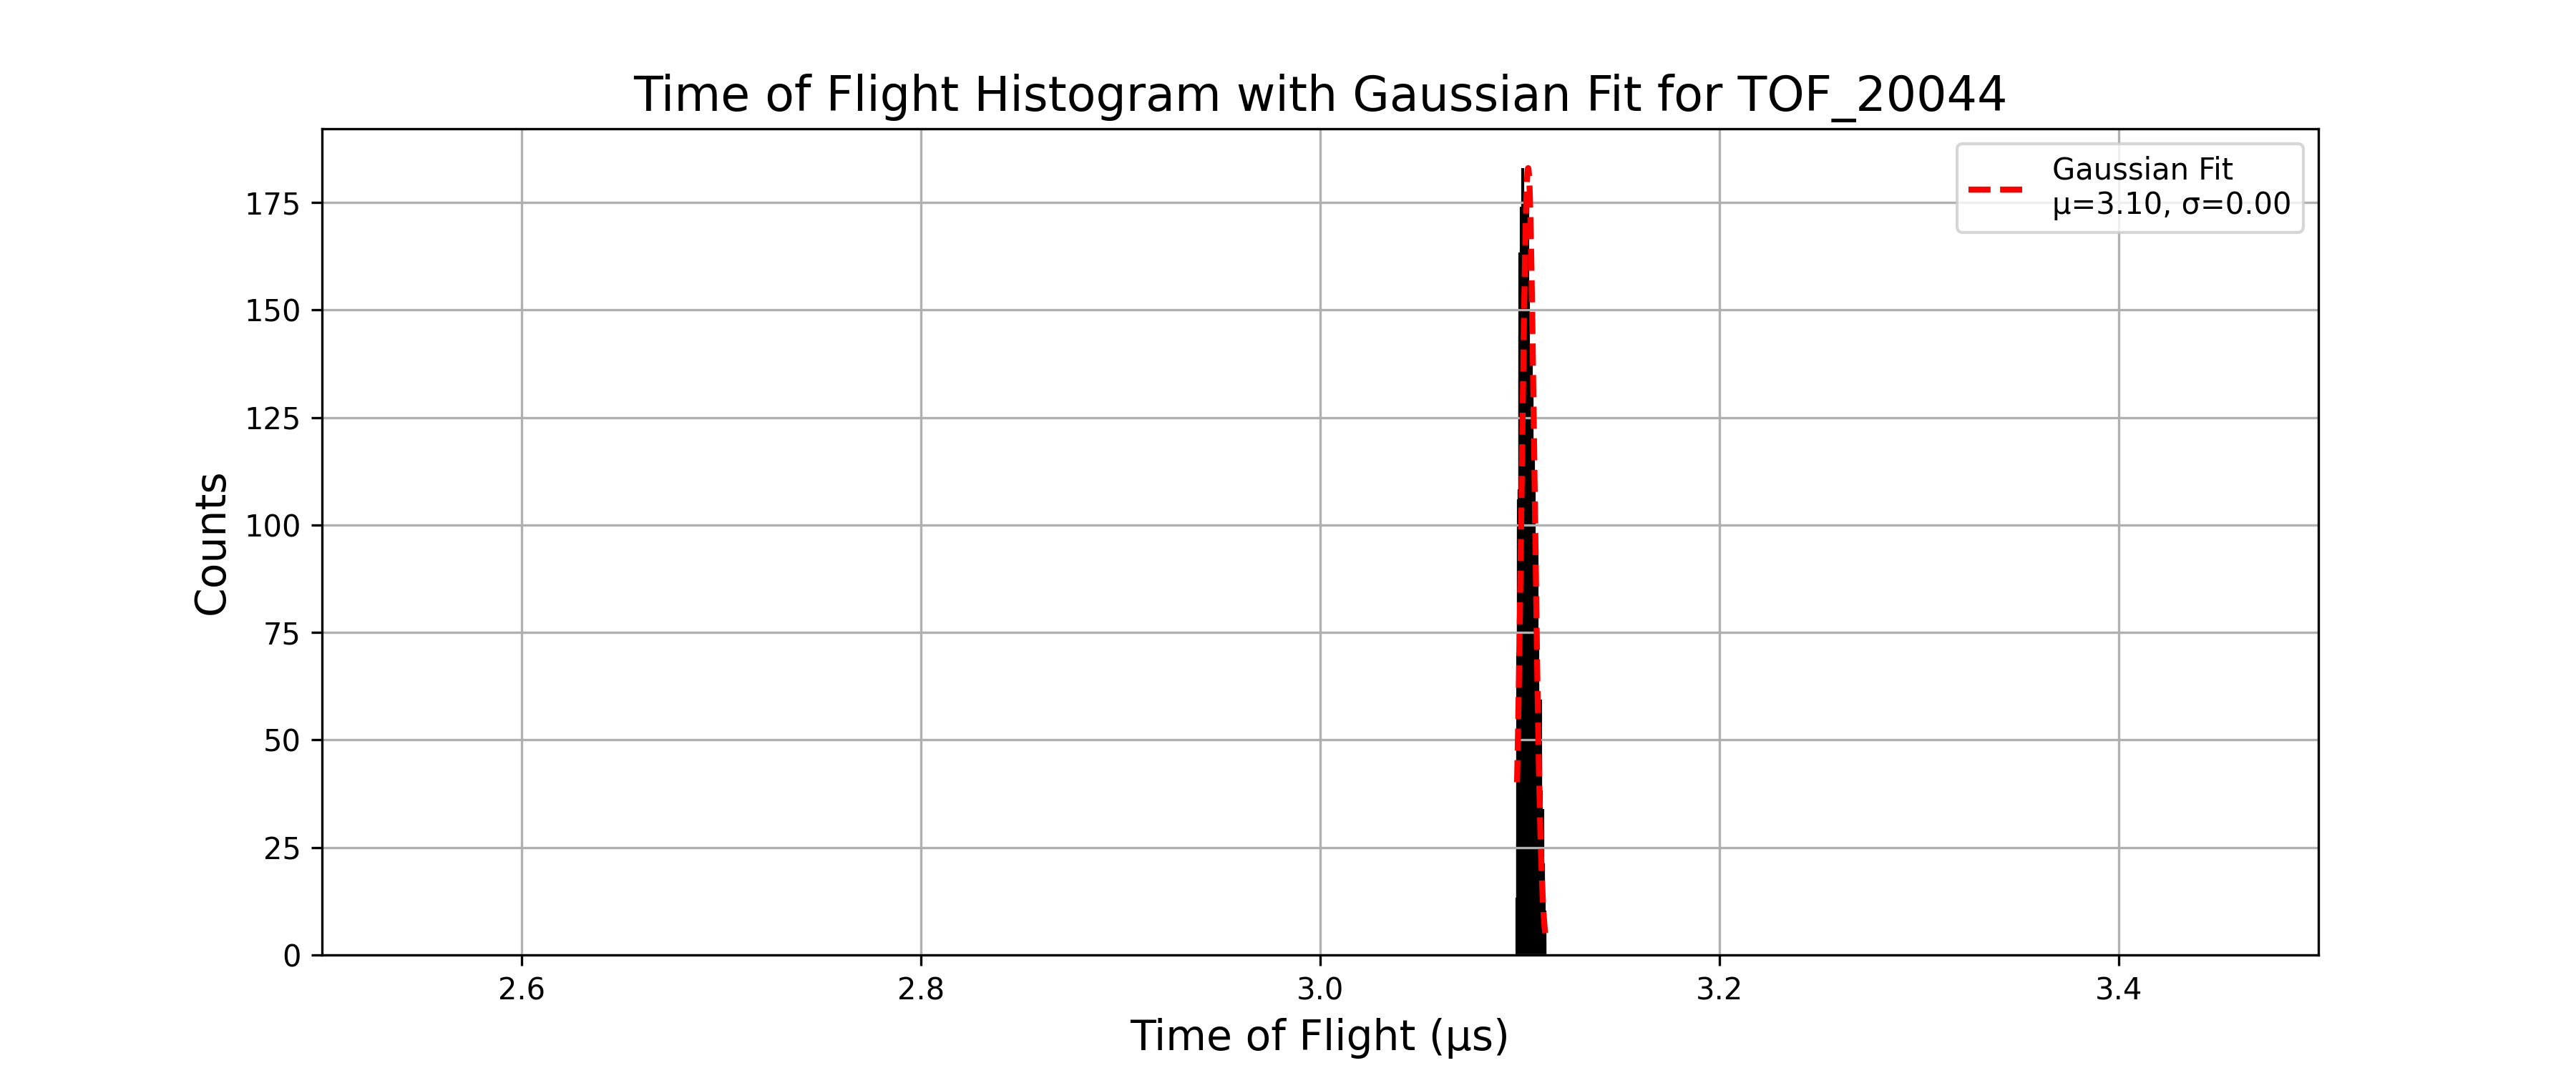 Time of Flight Histogram with Gaussian Fit for TOF_20044
Gaussian Fit
μ=3.10, σ=0.00
175
150
125
100
75
50
25
0
Counts
2.6 2.8 3.0 3.2 3.4
Time of Flight (μs)